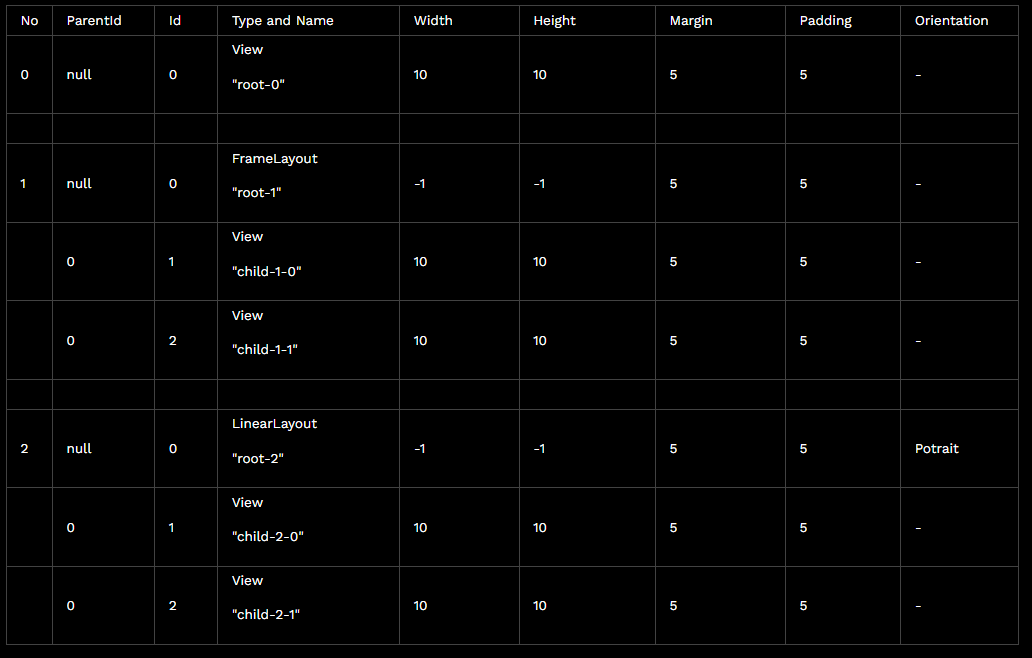 No ParentId Id Type and Name Width Height Margin Padding Orientation
View
0 null 0 10 10 5 5 -
"root-0"
FrameLayout
1 null 0 -1 -1 5 5 -
"root-1"
View
0 1 10 10 5 5 -
"child-1-0"
View
0 2 10 10 5 5 -
"child-1-1"
LinearLayout
2 null 0 -1 -1 5 5 Potrait
"root-2"
View
0 1 10 10 5 5 -
"child-2-0"
View
0 2 10 10 5 5 -
"child-2-1"